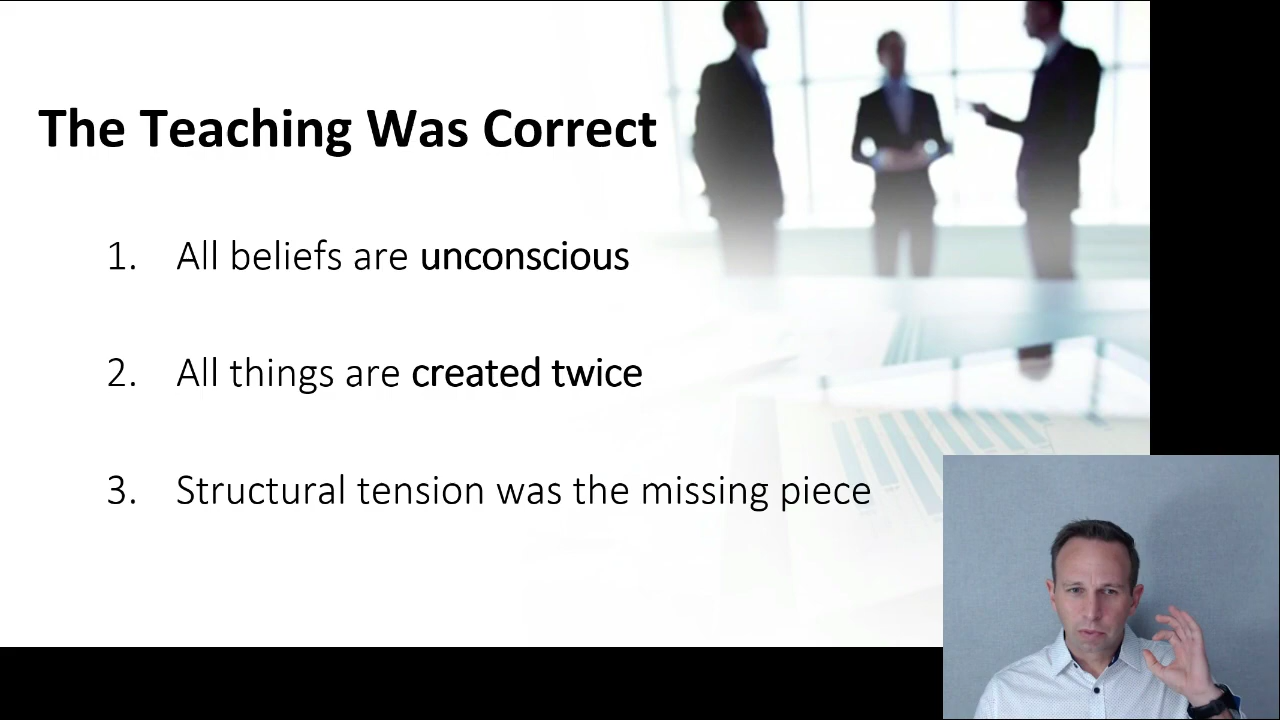 The Teaching Was Correct
1. All beliefs are unconscious
2. All things are created twice
3. Structural tension was the missing piece